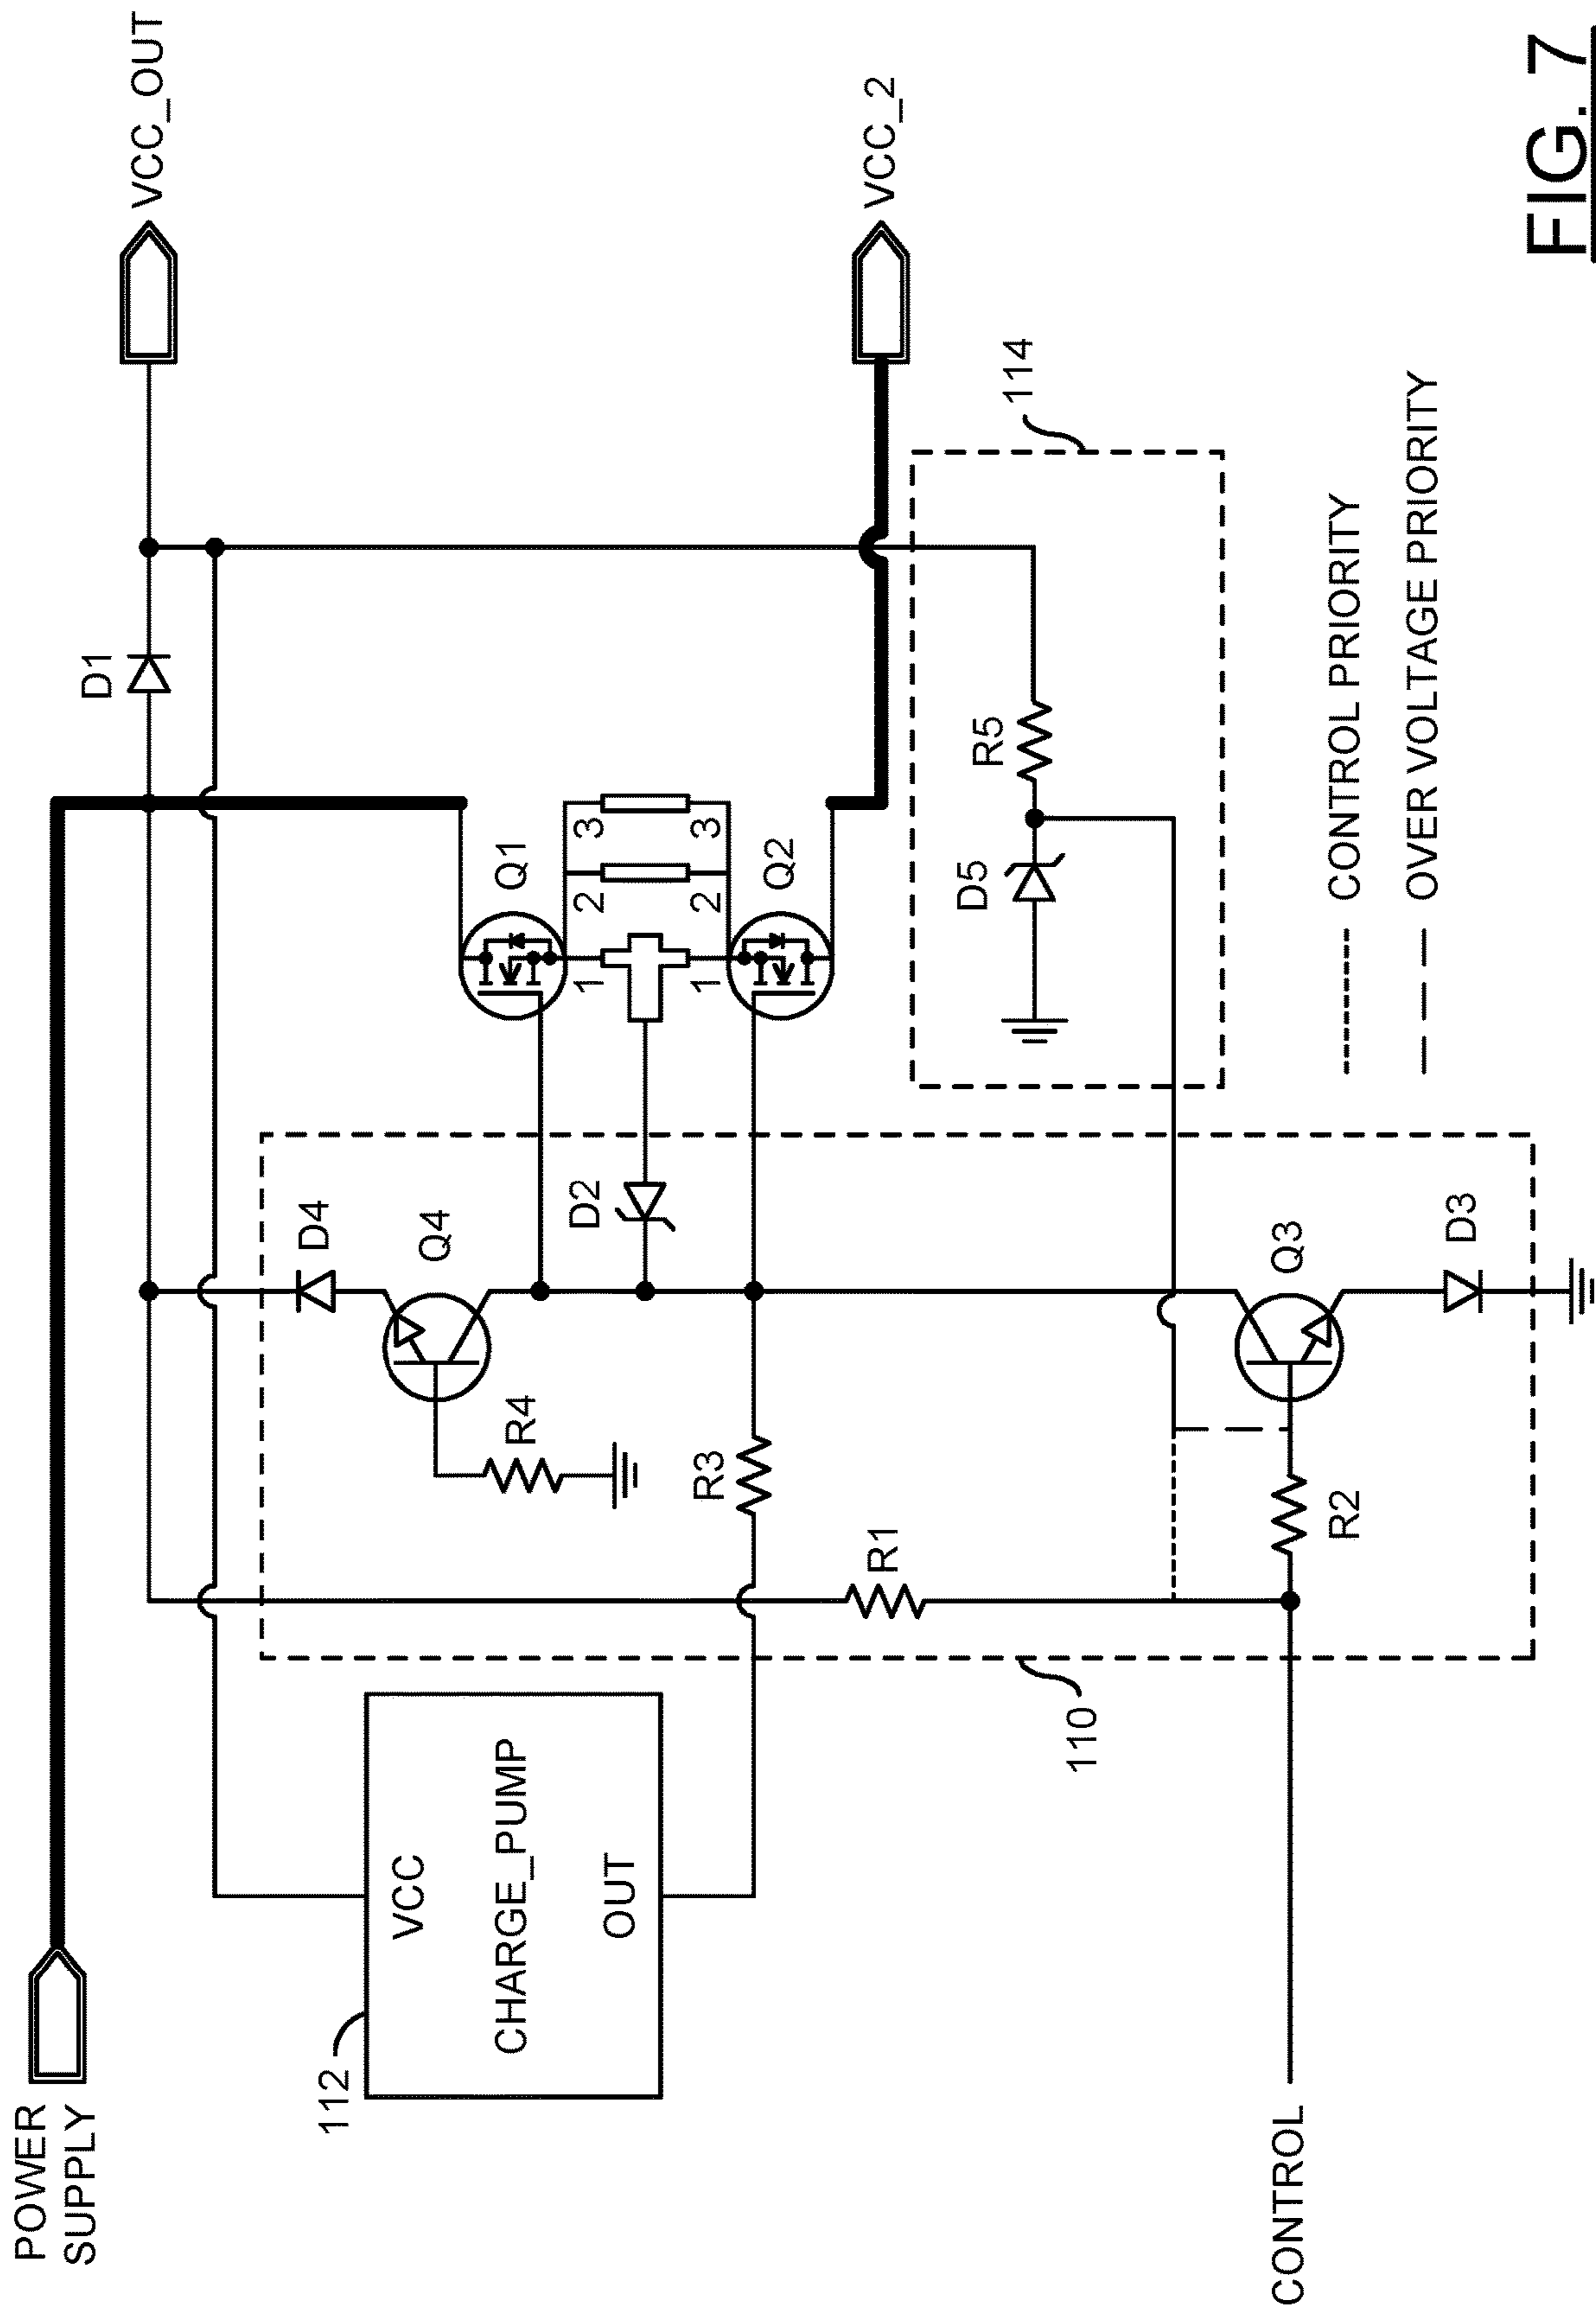 POWER
SUPPLY
VCC_OUT
D1
112
VCC
CHARGE_PUMP
OUT
D4
Q4
R4
Q1
D2
1
2
3
1
2
3
Q2
VCC_2
R3
R1
110
R5
D5
114
CONTROL
R2
Q3
D3
CONTROL PRIORITY
OVER VOLTAGE PRIORITY
FIG. 7